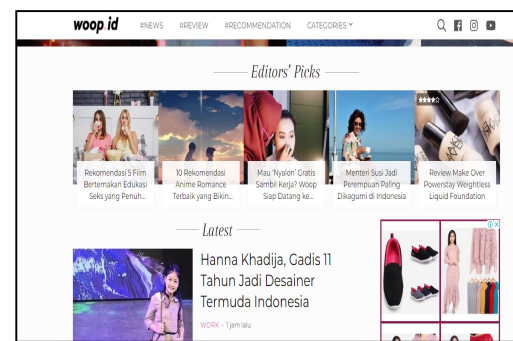 woop.id #NEWS #REVIEW #RECOMMENDATION CATEGORIES
Editors' Picks
Rekomendasi 5 Film
Bertemakan Edukasi
Seks yang Penuh...
10 Rekomendasi
Anime Romance
Terbaik yang Bikin...
Mau 'Nyalon' Gratis
Sambil Kerja? Woop
Siap Datang ke...
Menteri Susi Jadi
Perempuan Paling
Dikagumi di Indonesia
Review Make Over
Powerstay Weightless
Liquid Foundation
Latest
Hanna Khadija, Gadis 11
Tahun Jadi Desainer
Termuda Indonesia
WORK - 1 jam lalu